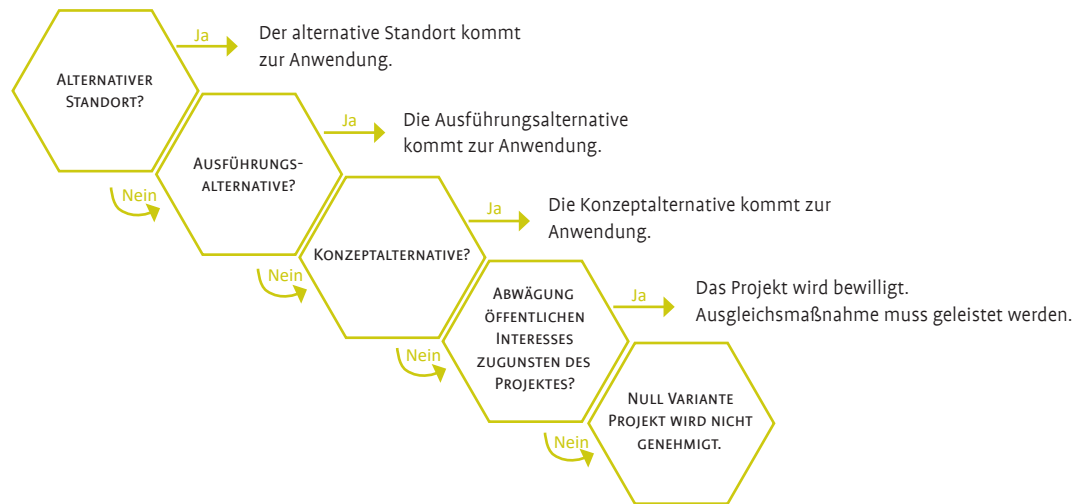 Ja
Der alternative Standort kommt
zur Anwendung.
Alternativer
Standort?
Nein
Ja
Die Ausführungsalternative
kommt zur Anwendung.
Ausführungs-
alternative?
Nein
Ja
Die Konzeptalternative kommt zur
Anwendung.
Konzeptalternative?
Nein
Ja
Das Projekt wird bewilligt.
Ausgleichsmaßnahme muss geleistet werden.
Abwägung
öffentlichen
Interesses
zugunsten des
Projektes?
Nein
Null Variante
Projekt wird nicht
genehmigt.